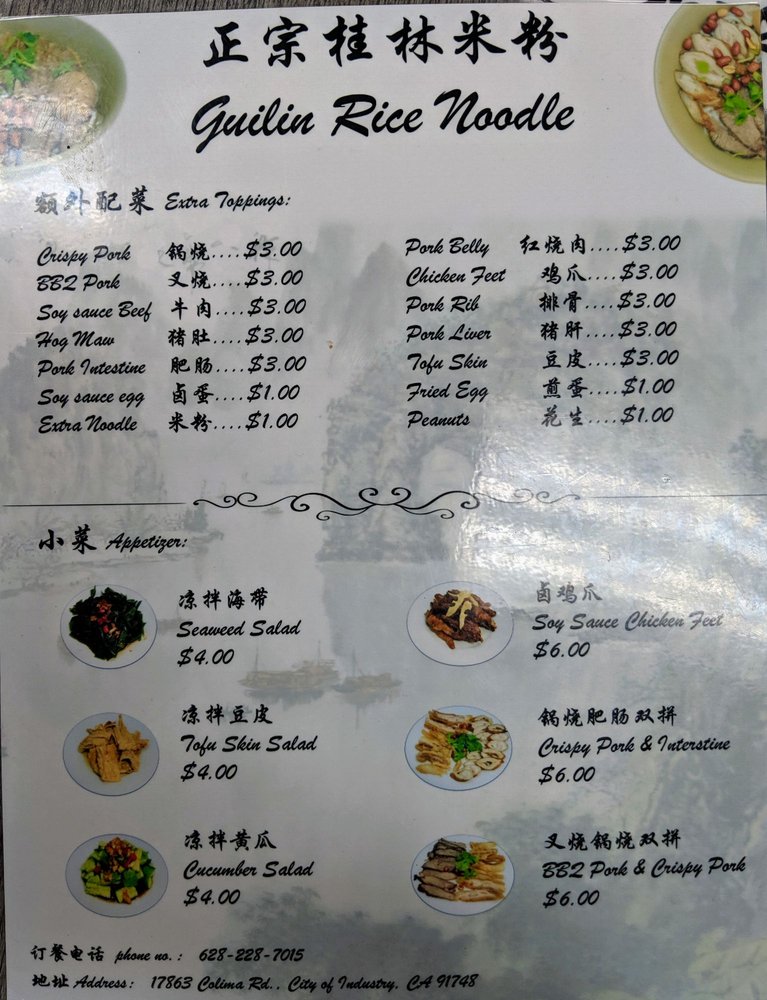 正宗桂林米粉
Guilin Rice Noodle
额外配菜 Extra Toppings:
Crispy Pork 锅烧....$3.00
BBQ Pork 叉烧....$3.00
Soy sauce Beef 牛肉....$3.00
Hog Maw 猪肚....$3.00
Pork Intestine 肥肠....$3.00
Soy sauce egg 卤蛋....$1.00
Extra Noodle 米粉....$1.00
Pork Belly 红烧肉....$3.00
Chicken Feet 鸡爪....$3.00
Pork Rib 排骨....$3.00
Pork Liver 猪肝....$3.00
Tofu Skin 豆皮....$3.00
Fried Egg 煎蛋....$1.00
Peanuts 花生....$1.00
小菜 Appetizer:
凉拌海带
Seaweed Salad
$4.00
凉拌豆皮
Tofu Skin Salad
$4.00
凉拌黄瓜
Cucumber Salad
$4.00
卤鸡爪
Soy Sauce Chicken Feet
$6.00
锅烧肥肠双拼
Crispy Pork & Interstine
$6.00
叉烧锅烧双拼
BBQ Pork & Crispy Pork
$6.00
订餐电话 phone no.: 628-228-7015
地址 Address: 17863 Colima Rd., City of Industry, CA 91748